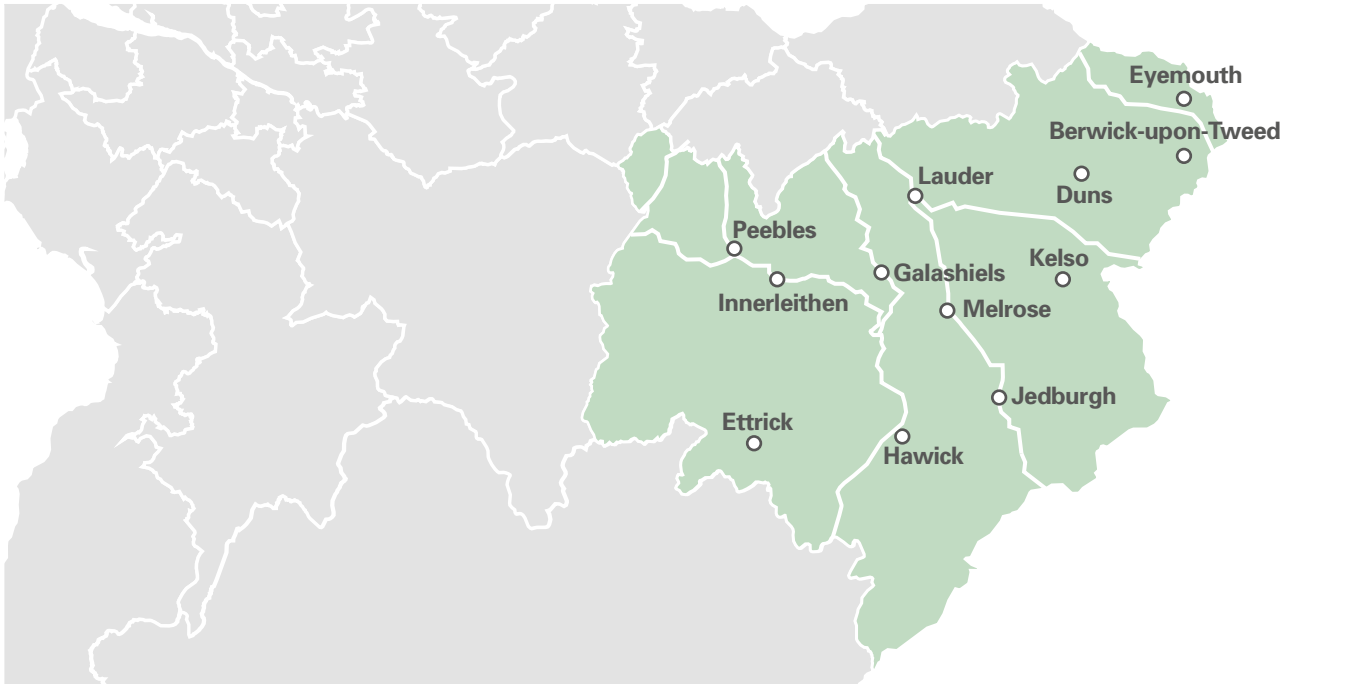 Eyemouth
Berwick-upon-Tweed
Lauder
Duns
Peebles
Kelso
Galashiels
Innerleithen
Melrose
Jedburgh
Ettrick
Hawick